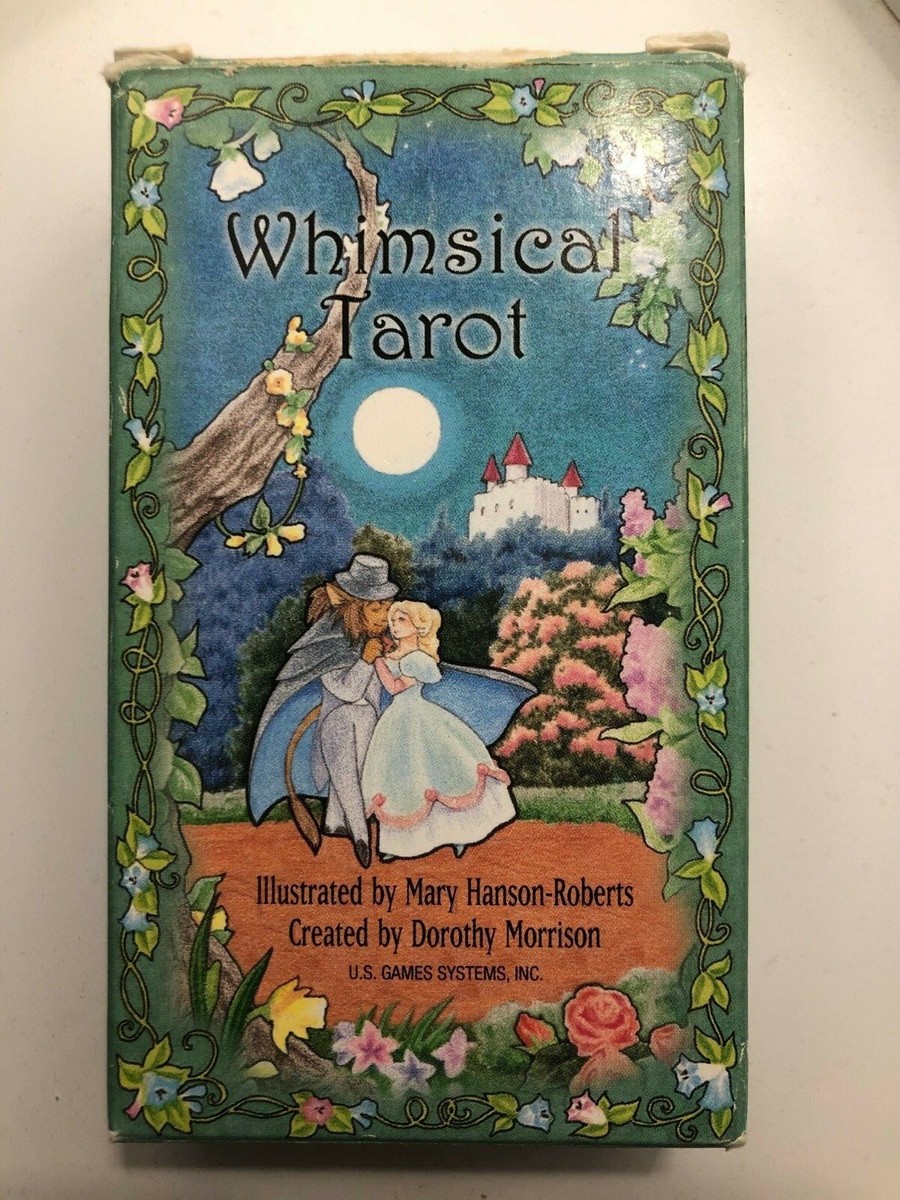 Whimsical
Tarot
Illustrated by Mary Hanson-Roberts
Created by Dorothy Morrison
U.S. GAMES SYSTEMS, INC.